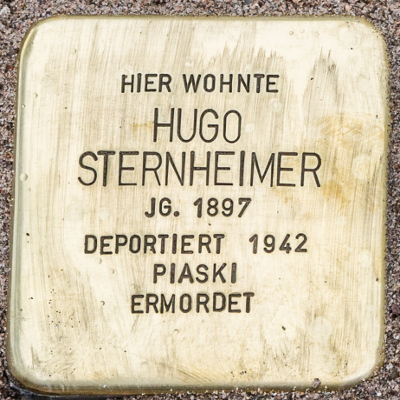 HIER WOHNTE
HUGO
STERNHEIMER
JG. 1897
DEPORTIERT 1942
PIASKI
ERMORDET